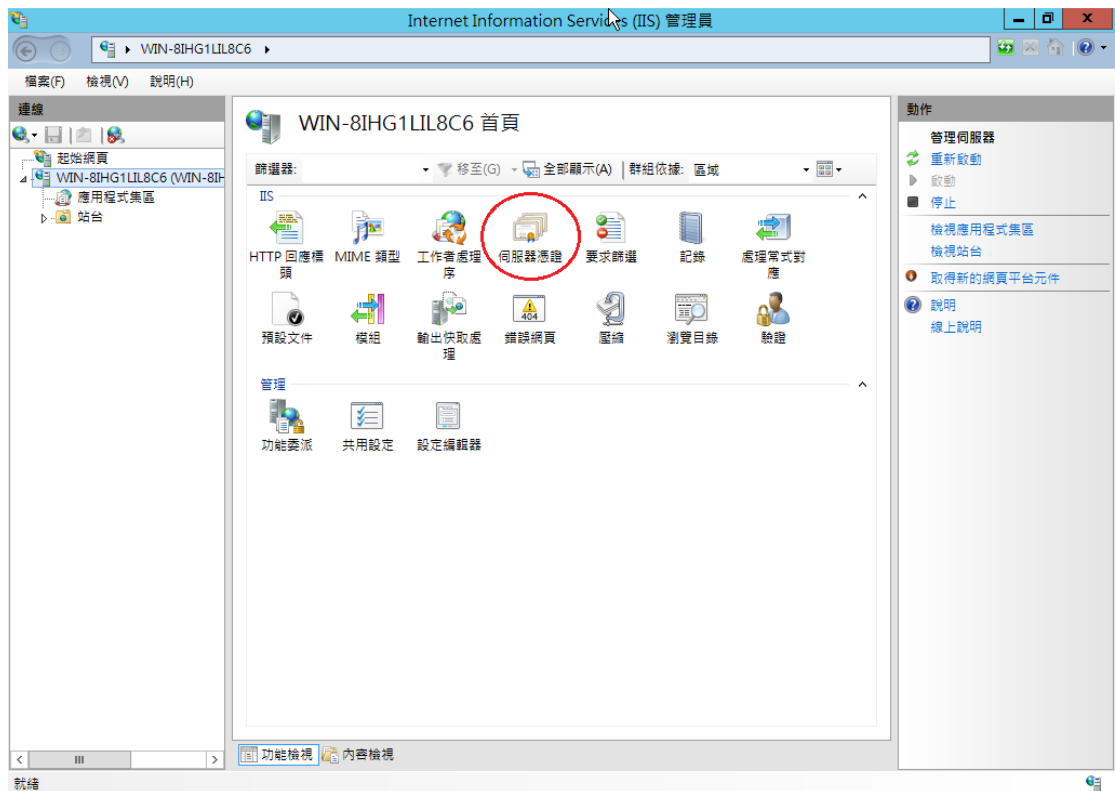 Internet Information Services (IIS) 管理員
WIN-8IHG1LIL8C6
檔案(F) 檢視(V) 說明(H)
連線
起始網頁
WIN-8IHG1LIL8C6 (WIN-8IH
應用程式集區
站台
WIN-8IHG1LIL8C6 首頁
篩選器: 移至(G) 全部顯示(A) 群組依據: 區域
IIS
HTTP 回應標頭
MIME 類型
工作者處理序
伺服器憑證
要求篩選
記錄
處理常式對應
預設文件
模組
輸出快取處理
404
錯誤網頁
壓縮
瀏覽目錄
驗證
管理
功能委派
共用設定
設定編輯器
功能檢視 內容檢視
動作
管理伺服器
重新啟動
啟動
停止
檢視應用程式集區
檢視站台
取得新的網頁平台元件
說明
線上說明
就緒